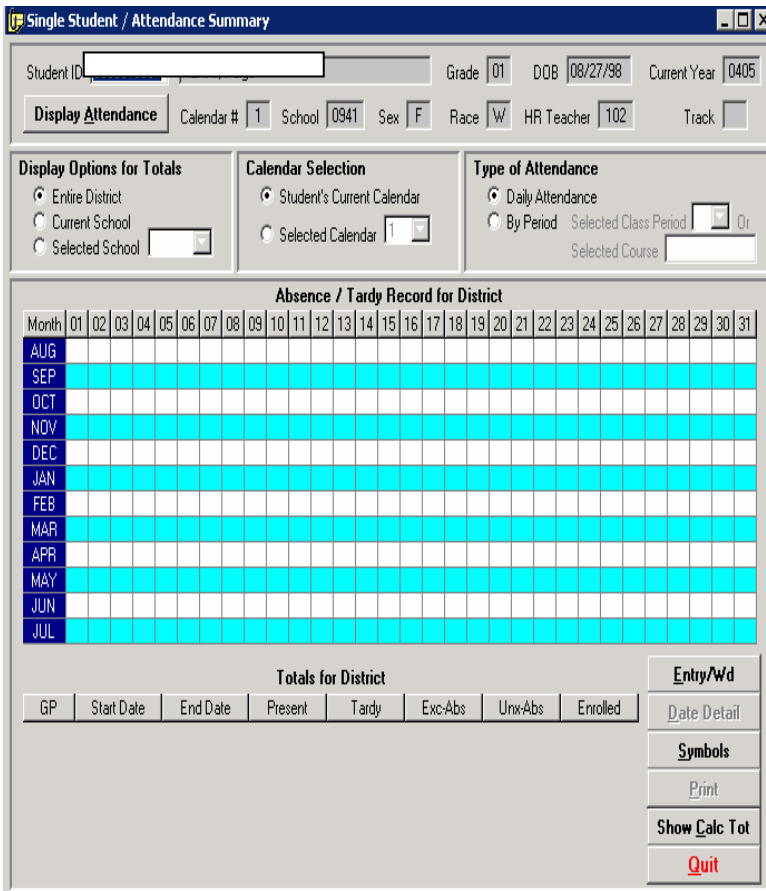 Single Student / Attendance Summary
Student ID Grade 01 DOB 08/27/98 Current Year 0405
Display Attendance Calendar # 1 School 0941 Sex F Race W HR Teacher 102 Track
Display Options for Totals Calendar Selection Type of Attendance
Entire District Student's Current Calendar Daily Attendance
Current School By Period Selected Class Period Or
Selected School Selected Calendar 1 Selected Course
Absence / Tardy Record for District
Month 01 02 03 04 05 06 07 08 09 10 11 12 13 14 15 16 17 18 19 20 21 22 23 24 25 26 27 28 29 30 31
AUG
SEP
OCT
NOV
DEC
JAN
FEB
MAR
APR
MAY
JUN
JUL
Totals for District
GP Start Date End Date Present Tardy Exc-Abs Unx-Abs Enrolled
Entry/Wd
Date Detail
Symbols
Print
Show Calc Tot
Quit